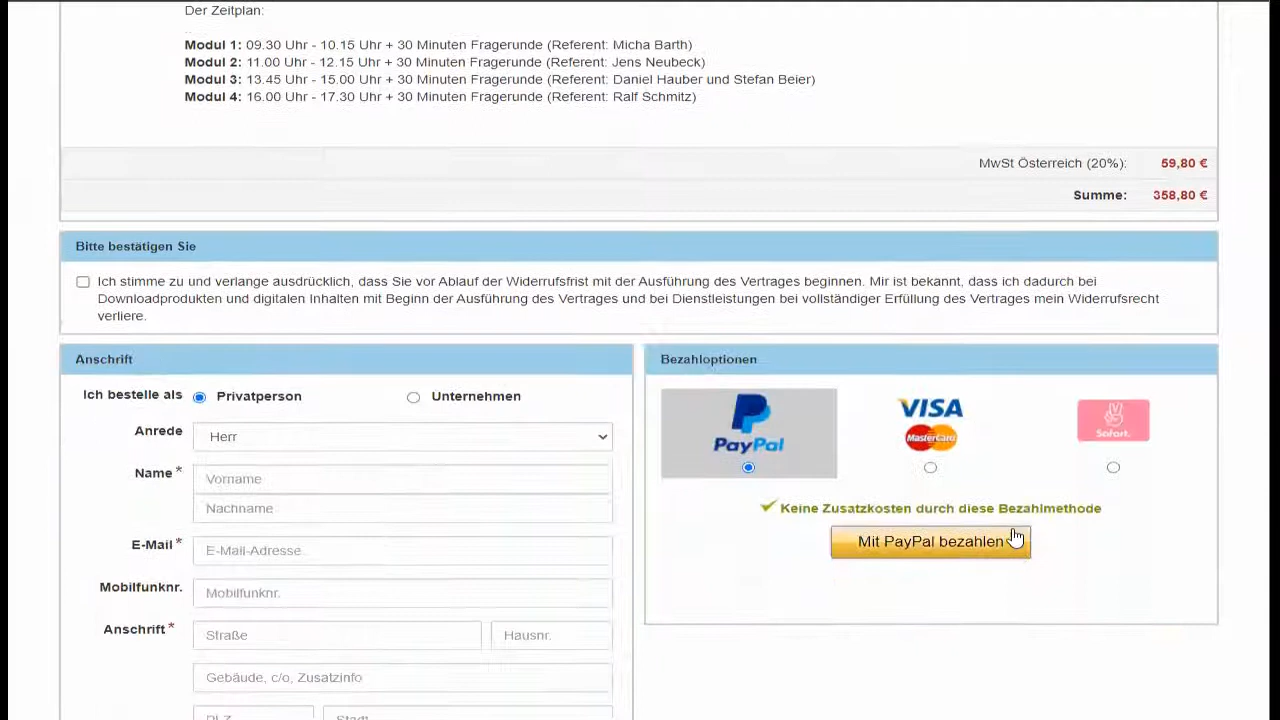 Der Zeitplan:
Modul 1: 09.30 Uhr - 10.15 Uhr + 30 Minuten Fragerunde (Referent: Micha Barth)
Modul 2: 11.00 Uhr - 12.15 Uhr + 30 Minuten Fragerunde (Referent: Jens Neubeck)
Modul 3: 13.45 Uhr - 15.00 Uhr + 30 Minuten Fragerunde (Referent: Daniel Hauber und Stefan Beier)
Modul 4: 16.00 Uhr - 17.30 Uhr + 30 Minuten Fragerunde (Referent: Ralf Schmitz)
MwSt Österreich (20%): 59,80 €
Summe: 358,80 €
Bitte bestätigen Sie
Ich stimme zu und verlange ausdrücklich, dass Sie vor Ablauf der Widerrufsfrist mit der Ausführung des Vertrages beginnen. Mir ist bekannt, dass ich dadurch bei
Downloadprodukten und digitalen Inhalten mit Beginn der Ausführung des Vertrages und bei Dienstleistungen bei vollständiger Erfüllung des Vertrages mein Widerrufsrecht
verliere.
Anschrift
Ich bestelle als Privatperson Unternehmen
Anrede Herr
Name* Vorname
Nachname
E-Mail* E-Mail-Adresse
Mobilfunknr. Mobilfunknr.
Anschrift* Straße Hausnr.
Gebäude, c/o, Zusatzinfo
PLZ Stadt
Bezahloptionen
PayPal
VISA
MasterCard
Sofort.
Keine Zusatzkosten durch diese Bezahlmethode
Mit PayPal bezahlen